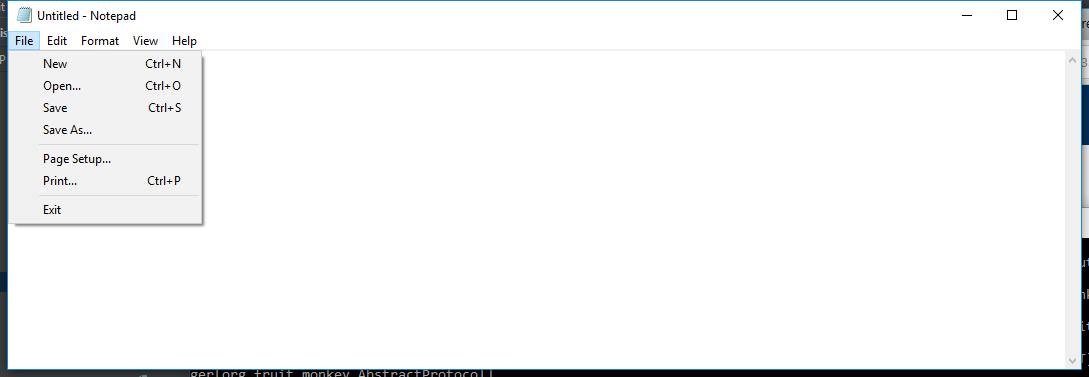 Untitled - Notepad
File Edit Format View Help
New Ctrl+N
Open... Ctrl+O
Save Ctrl+S
Save As...
Page Setup...
Print... Ctrl+P
Exit
ger[org.fruit.monkey.AbstractProtocol]